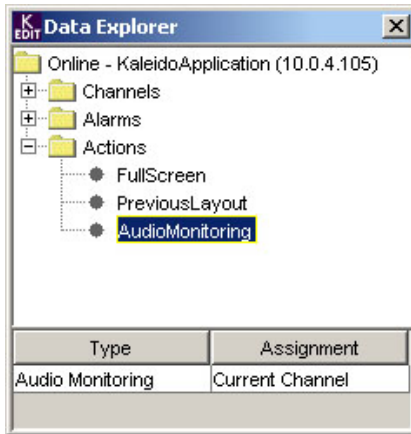 K EDIT Data Explorer
Online - KaleidoApplication (10.0.4.105)
Channels
Alarms
Actions
FullScreen
PreviousLayout
AudioMonitoring
Type Assignment
Audio Monitoring Current Channel